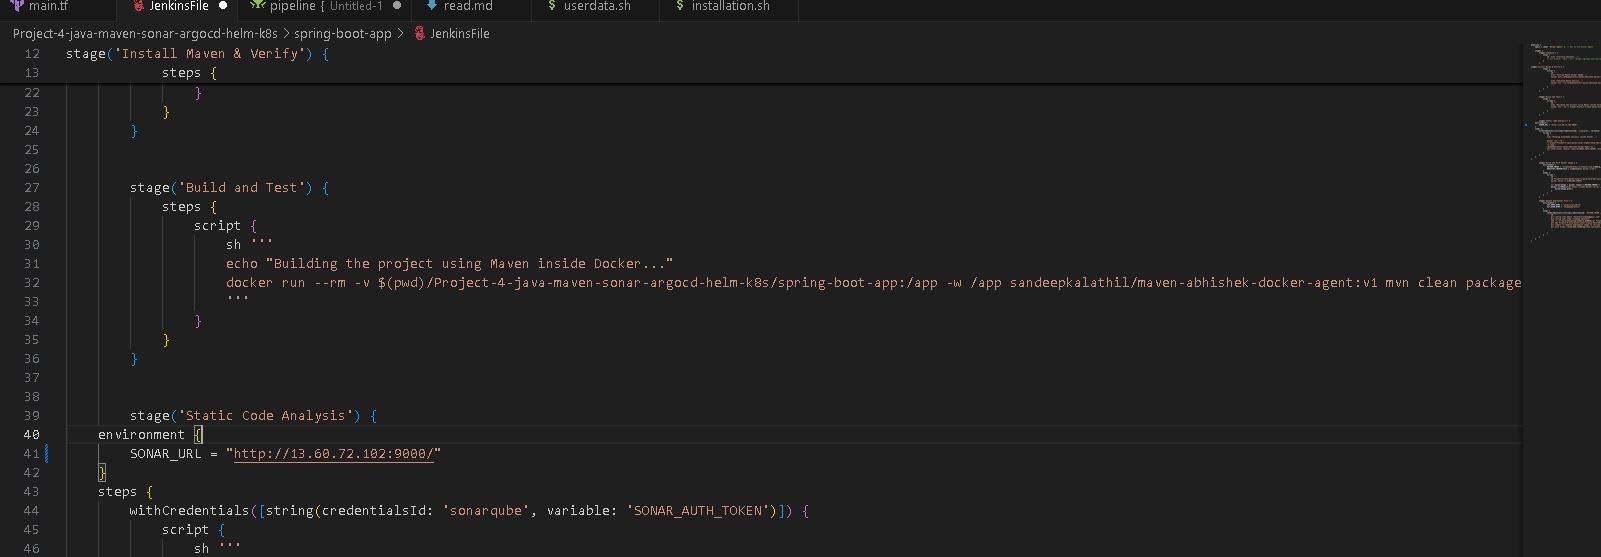 main.tf JenkinsFile pipeline { Untitled-1 read.md $ userdata.sh $ installation.sh
Project-4-java-maven-sonar-argocd-helm-k8s > spring-boot-app > JenkinsFile
12 stage('Install Maven & Verify') {
13 steps {
22 }
23 }
24 }
25
26
27 stage('Build and Test') {
28 steps {
29 script {
30 sh '''
31 echo "Building the project using Maven inside Docker..."
32 docker run --rm -v $(pwd)/Project-4-java-maven-sonar-argocd-helm-k8s/spring-boot-app:/app -w /app sandeepkalathil/maven-abhishek-docker-agent:v1 mvn clean package
33 '''
34 }
35 }
36 }
37
38
39 stage('Static Code Analysis') {
40 environment {
41 SONAR_URL = "http://13.60.72.102:9000/"
42 }
43 steps {
44 withCredentials([string(credentialsId: 'sonarqube', variable: 'SONAR_AUTH_TOKEN')]) {
45 script {
46 sh '''